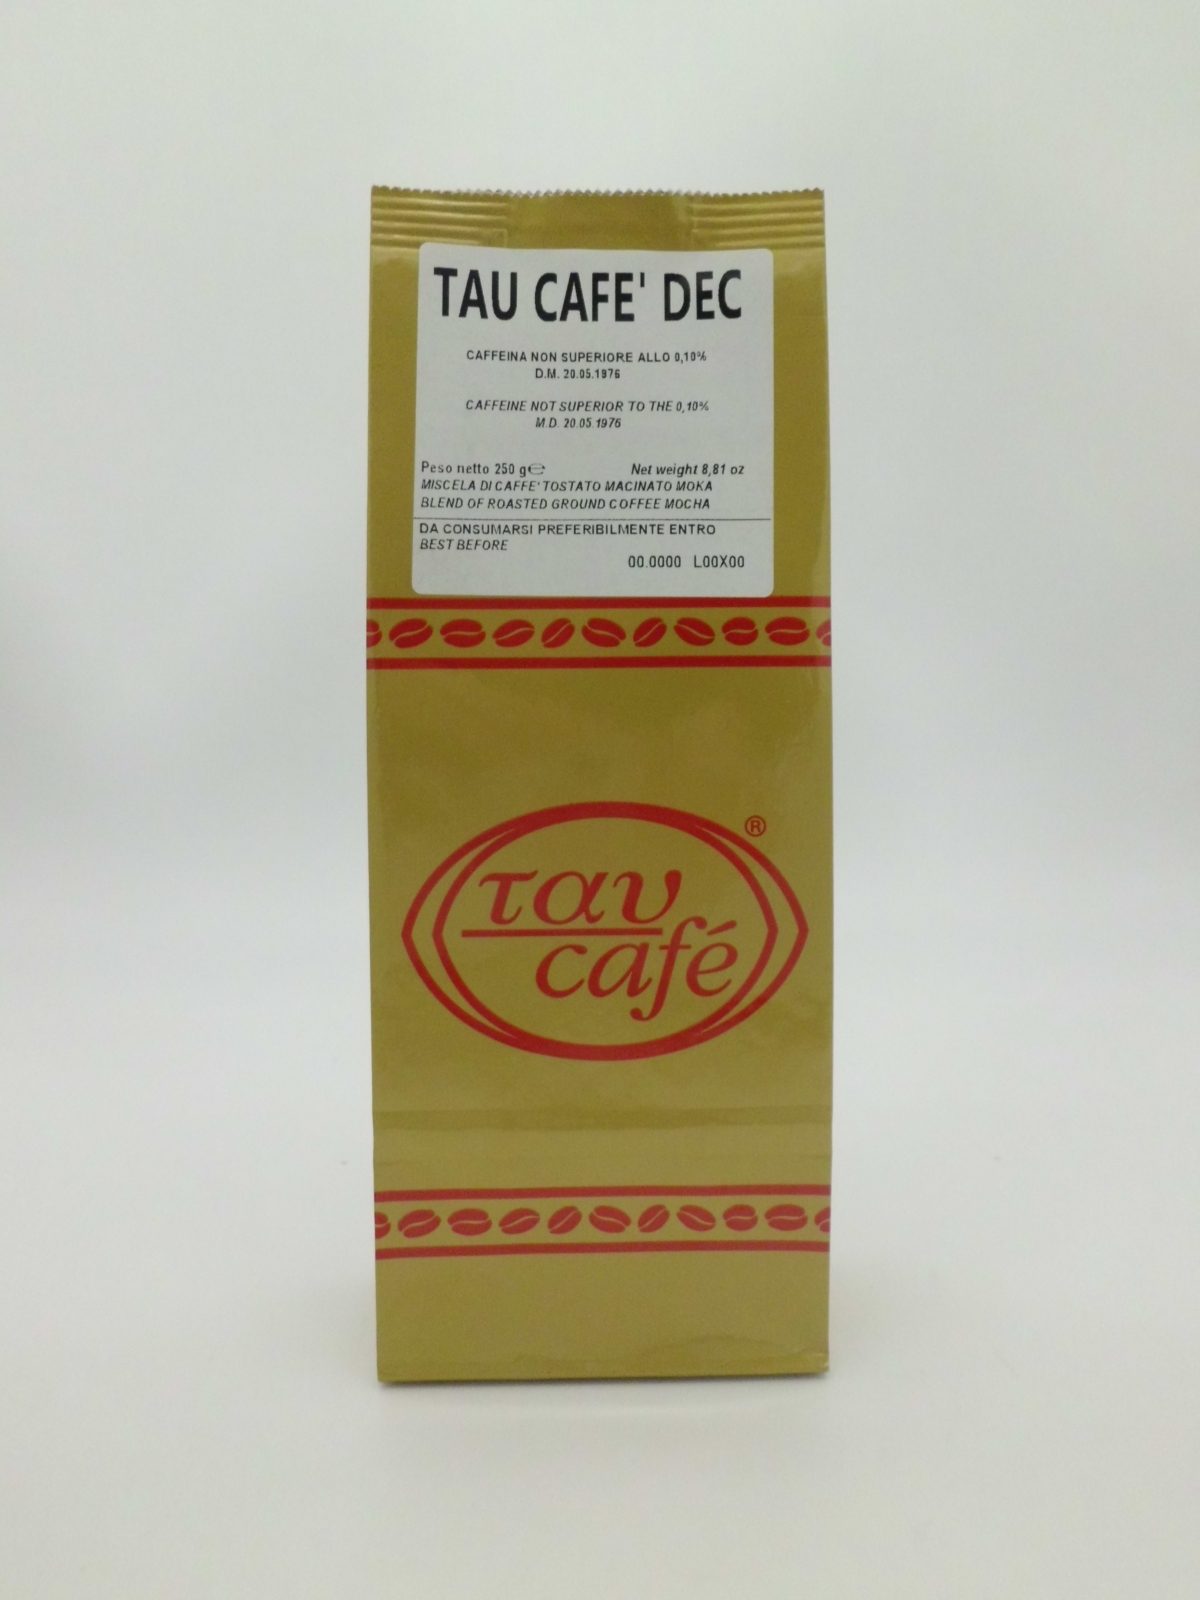 TAU CAFE' DEC
CAFFEINA NON SUPERIORE ALLO 0,10%
D.M. 20.05.1976
CAFFEINE NOT SUPERIOR TO THE 0,10%
M.D. 20.05.1976
Peso netto 250 g℮ Net weight 8,81 oz
MISCELA DI CAFFE' TOSTATO MACINATO MOKA
BLEND OF ROASTED GROUND COFFEE MOCHA
DA CONSUMARSI PREFERIBILMENTE ENTRO
BEST BEFORE
00.0000 L00X00
®
ταυ
café